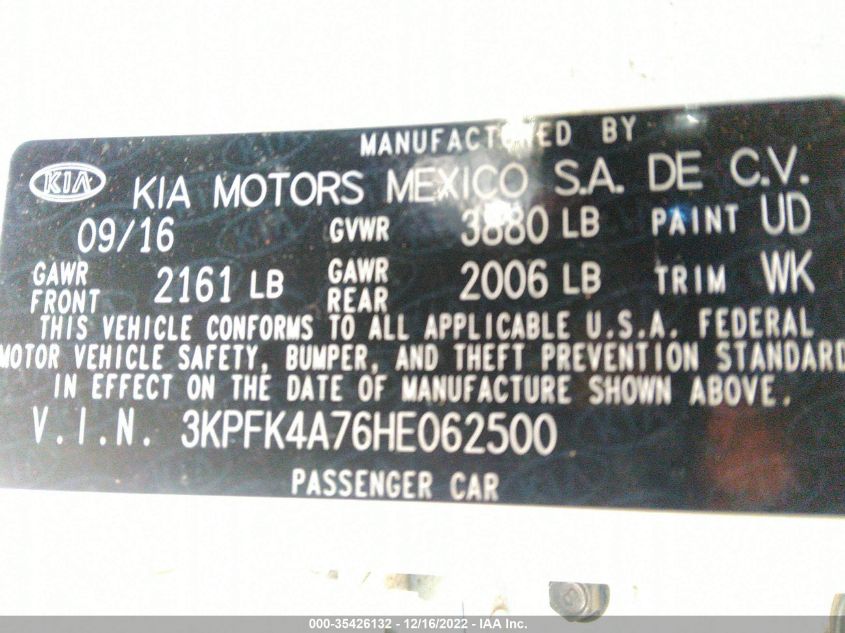 MANUFACTURED BY
KIA KIA MOTORS MEXICO S.A. DE C.V.
09/16 GVWR 3880 LB PAINT UD
GAWR FRONT 2161 LB GAWR REAR 2006 LB TRIM WK
THIS VEHICLE CONFORMS TO ALL APPLICABLE U.S.A. FEDERAL
MOTOR VEHICLE SAFETY, BUMPER, AND THEFT PREVENTION STANDARD
IN EFFECT ON THE DATE OF MANUFACTURE SHOWN ABOVE.
V.I.N. 3KPFK4A76HE062500
PASSENGER CAR
000-35426132 - 12/16/2022 - IAA Inc.